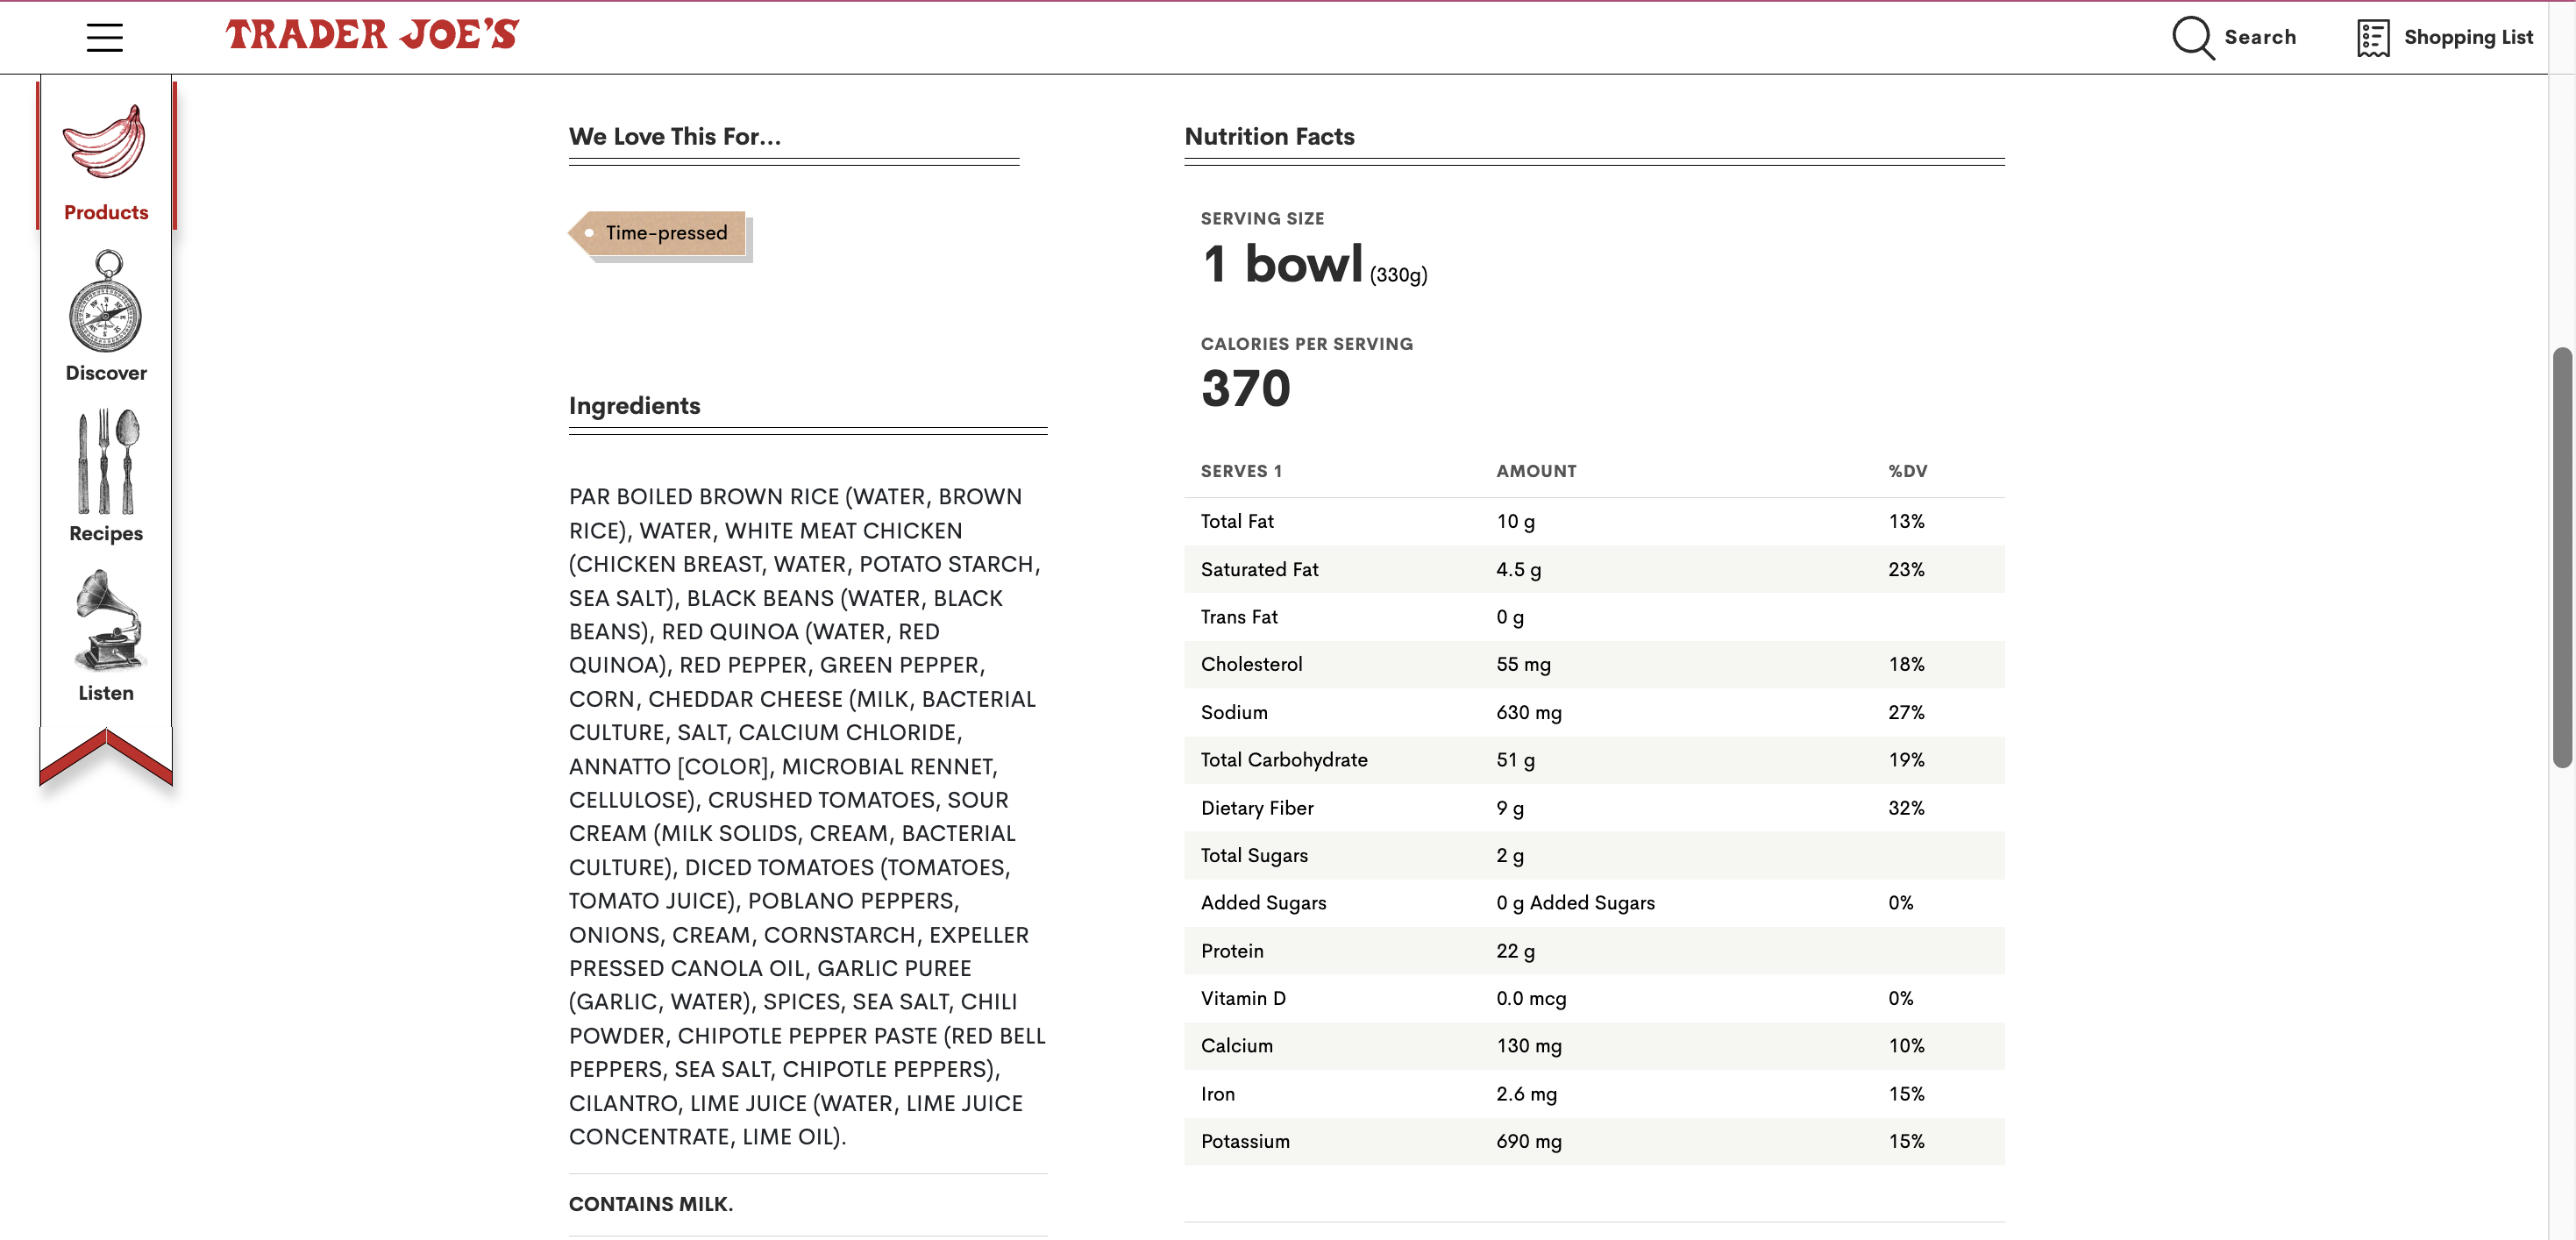 TRADER JOE'S
Search
Shopping List
Products
Discover
Recipes
Listen
We Love This For...
Time-pressed
Ingredients
PAR BOILED BROWN RICE (WATER, BROWN
RICE), WATER, WHITE MEAT CHICKEN
(CHICKEN BREAST, WATER, POTATO STARCH,
SEA SALT), BLACK BEANS (WATER, BLACK
BEANS), RED QUINOA (WATER, RED
QUINOA), RED PEPPER, GREEN PEPPER,
CORN, CHEDDAR CHEESE (MILK, BACTERIAL
CULTURE, SALT, CALCIUM CHLORIDE,
ANNATTO [COLOR], MICROBIAL RENNET,
CELLULOSE), CRUSHED TOMATOES, SOUR
CREAM (MILK SOLIDS, CREAM, BACTERIAL
CULTURE), DICED TOMATOES (TOMATOES,
TOMATO JUICE), POBLANO PEPPERS,
ONIONS, CREAM, CORNSTARCH, EXPELLER
PRESSED CANOLA OIL, GARLIC PUREE
(GARLIC, WATER), SPICES, SEA SALT, CHILI
POWDER, CHIPOTLE PEPPER PASTE (RED BELL
PEPPERS, SEA SALT, CHIPOTLE PEPPERS),
CILANTRO, LIME JUICE (WATER, LIME JUICE
CONCENTRATE, LIME OIL).
CONTAINS MILK.
Nutrition Facts
SERVING SIZE
1 bowl (330g)
CALORIES PER SERVING
370
SERVES 1 AMOUNT %DV
Total Fat 10 g 13%
Saturated Fat 4.5 g 23%
Trans Fat 0 g
Cholesterol 55 mg 18%
Sodium 630 mg 27%
Total Carbohydrate 51 g 19%
Dietary Fiber 9 g 32%
Total Sugars 2 g
Added Sugars 0 g Added Sugars 0%
Protein 22 g
Vitamin D 0.0 mcg 0%
Calcium 130 mg 10%
Iron 2.6 mg 15%
Potassium 690 mg 15%